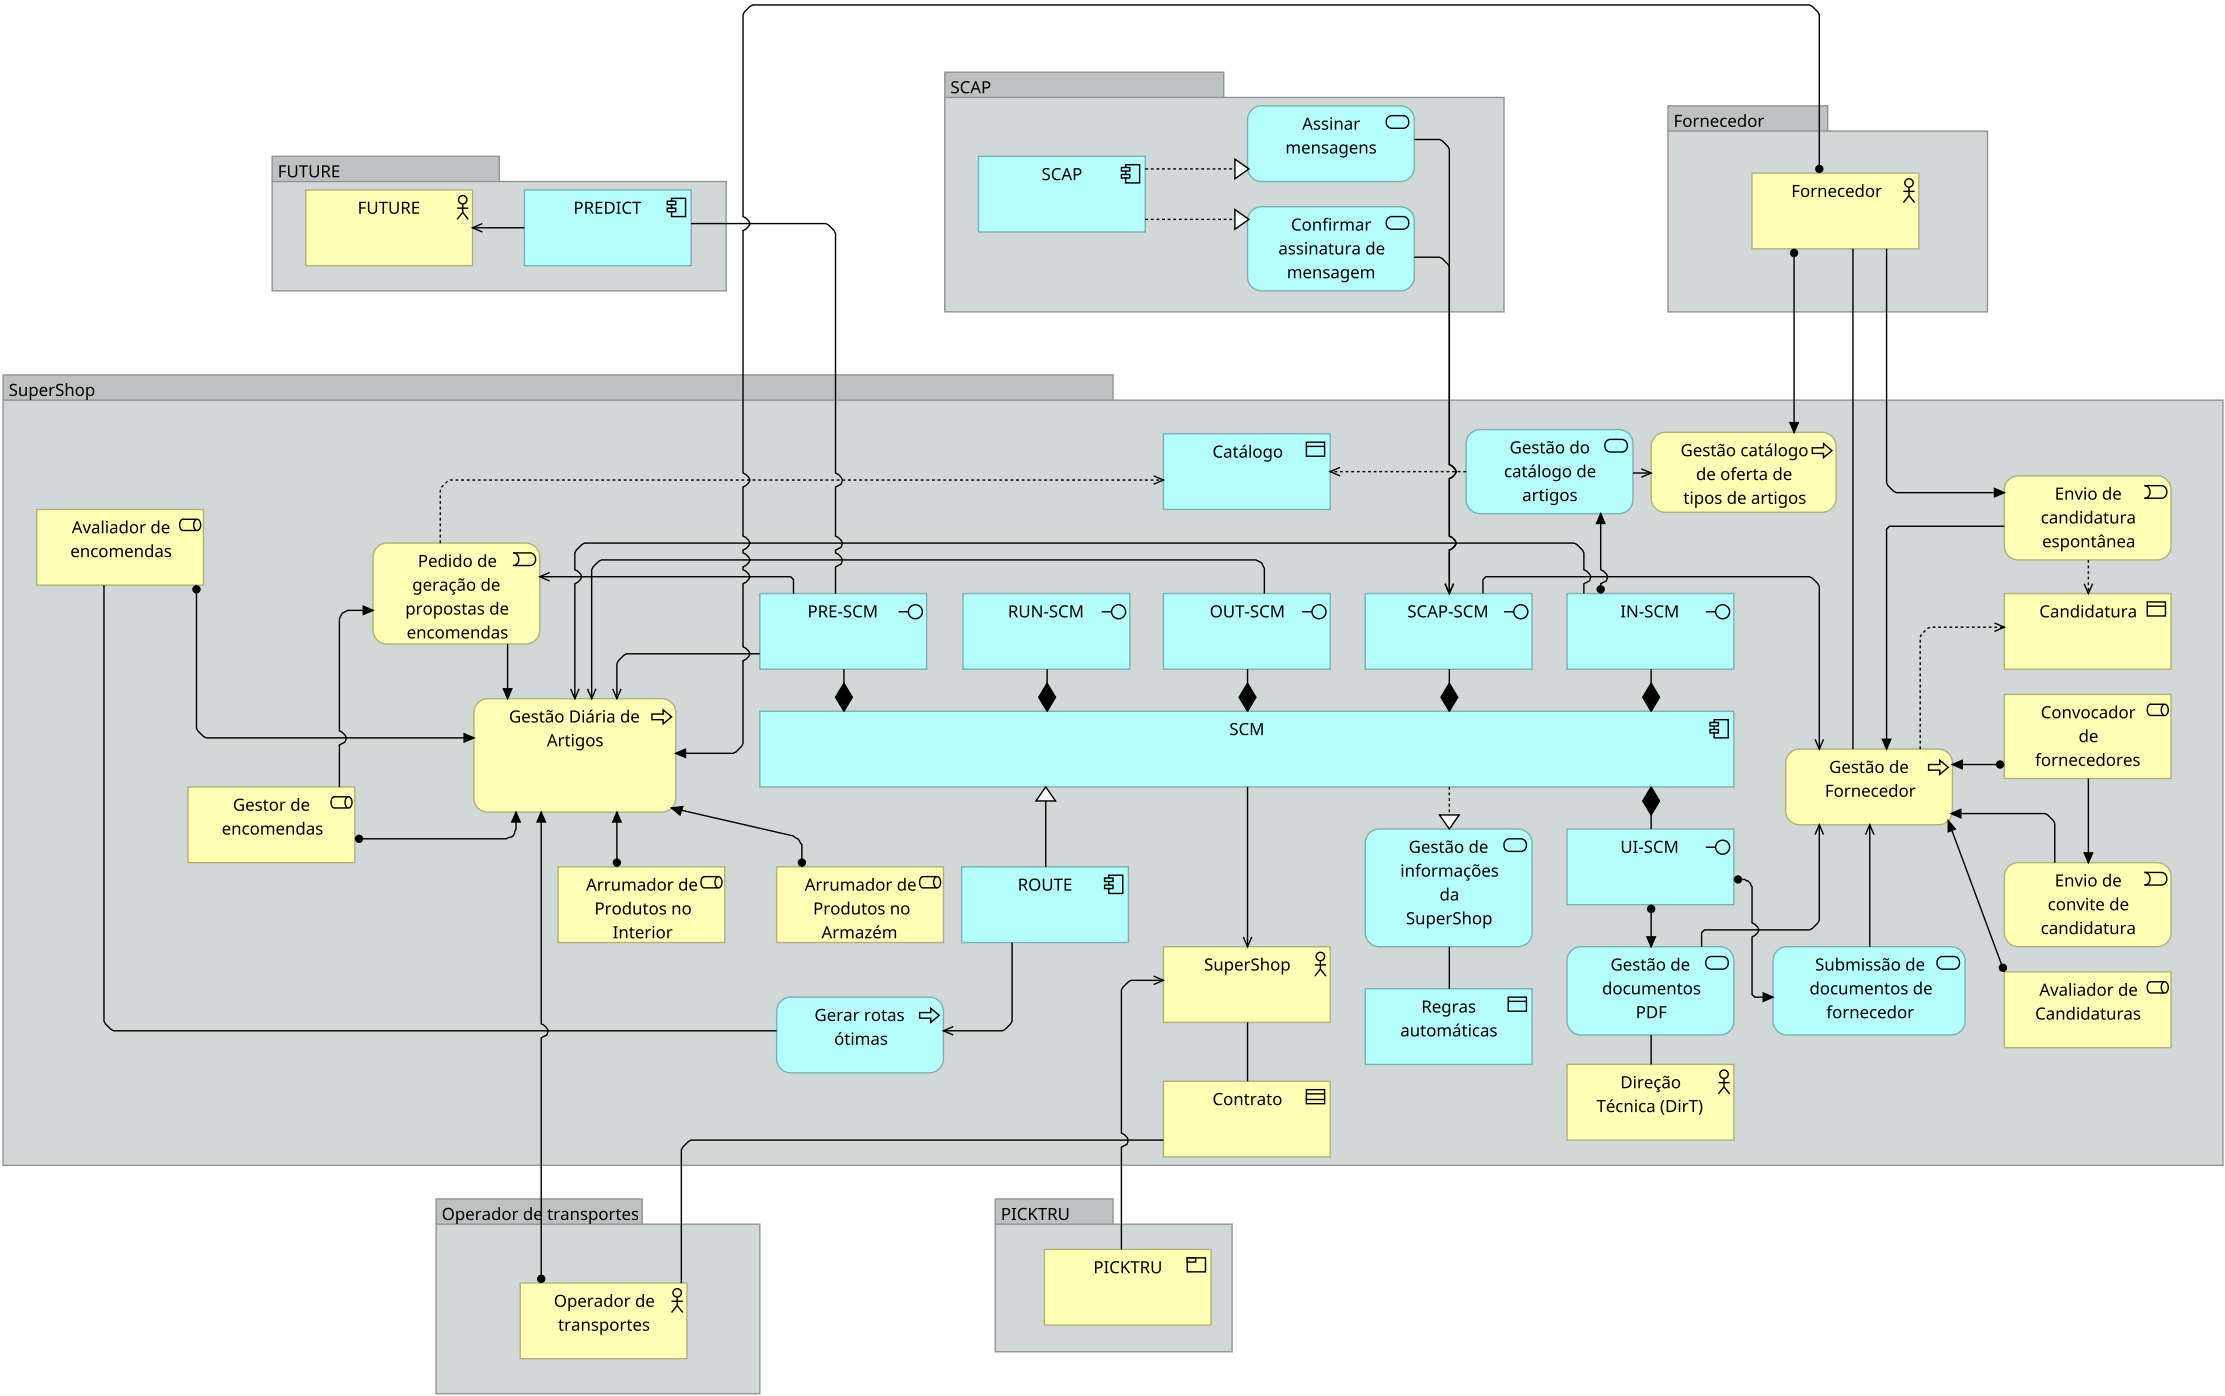 SCAP
Assinar
mensagens
SCAP
Confirmar
assinatura de
mensagem
Fornecedor
Fornecedor
FUTURE
FUTURE
PREDICT
SuperShop
Catálogo
Gestão do
catálogo de
artigos
Gestão catálogo
de oferta de
tipos de artigos
Envio de
candidatura
espontânea
Avaliador de
encomendas
Pedido de
geração de
propostas de
encomendas
PRE-SCM
RUN-SCM
OUT-SCM
SCAP-SCM
IN-SCM
Candidatura
Gestão Diária de
Artigos
SCM
Convocador
de
fornecedores
Gestão de
Fornecedor
Gestor de
encomendas
Arrumador de
Produtos no
Interior
Arrumador de
Produtos no
Armazém
ROUTE
Gestão de
informações
da
SuperShop
UI-SCM
Envio de
convite de
candidatura
SuperShop
Gestão de
documentos
PDF
Submissão de
documentos de
fornecedor
Avaliador de
Candidaturas
Gerar rotas
ótimas
Regras
automáticas
Contrato
Direção
Técnica (DirT)
Operador de transportes
Operador de
transportes
PICKTRU
PICKTRU